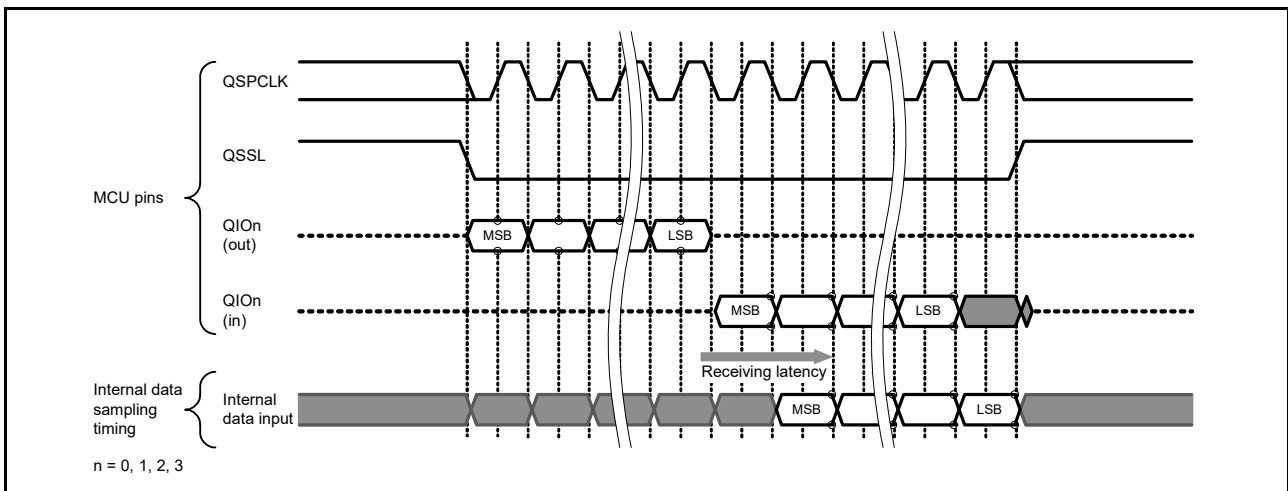 QSPCLK
QSSL
MCU pins
QIOn
(out)
MSB
LSB
QIOn
(in)
MSB
LSB
Receiving latency
Internal data
sampling
timing
Internal
data input
MSB
LSB
n = 0, 1, 2, 3